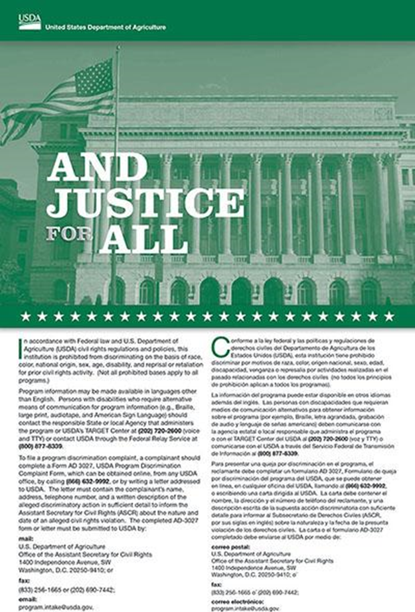 USDA
United States Department of Agriculture
AND
JUSTICE
FOR ALL
In accordance with Federal law and U.S. Department of
Agriculture (USDA) civil rights regulations and policies, this
institution is prohibited from discriminating on the basis of race,
color, national origin, sex, age, disability, and reprisal or retaliation
for prior civil rights activity. (Not all prohibited bases apply to all
programs.)
Program information may be made available in languages other
than English. Persons with disabilities who require alternative
means of communication for program information (e.g., Braille,
large print, audiotape, and American Sign Language) should
contact the responsible State or local Agency that administers
the program or USDA's TARGET Center at (202) 720-2600 (voice
and TTY) or contact USDA through the Federal Relay Service at
(800) 877-8339.
To file a program discrimination complaint, a complainant should
complete a Form AD 3027, USDA Program Discrimination
Complaint Form, which can be obtained online, from any USDA
office, by calling (866) 632-9992, or by writing a letter addressed
to USDA. The letter must contain the complainant's name,
address, telephone number, and a written description of the
alleged discriminatory action in sufficient detail to inform the
Assistant Secretary for Civil Rights (ASCR) about the nature and
date of an alleged civil rights violation. The completed AD-3027
form or letter must be submitted to USDA by:
mail:
U.S. Department of Agriculture
Office of the Assistant Secretary for Civil Rights
1400 Independence Avenue, SW
Washington, D.C. 20250-9410; or
fax:
(833) 256-1665 or (202) 690-7442;
email:
program.intake@usda.gov.
Conforme a la ley federal y las políticas y regulaciones de
derechos civiles del Departamento de Agricultura de los
Estados Unidos (USDA), esta institución tiene prohibido
discriminar por motivos de raza, color, origen nacional, sexo, edad,
discapacidad, venganza o represalia por actividades realizadas en el
pasado relacionadas con los derechos civiles (no todos los principios
de prohibición aplican a todos los programas).
La información del programa puede estar disponible en otros idiomas
además del inglés. Las personas con discapacidades que requieran
medios de comunicación alternativos para obtener información
sobre el programa (por ejemplo, Braille, letra agrandada, grabación
de audio y lenguaje de señas americano) deben comunicarse con
la agencia estatal o local responsable que administra el programa
o con el TARGET Center del USDA al (202) 720-2600 (voz y TTY) o
comunicarse con el USDA a través del Servicio Federal de Transmisión
de Información al (800) 877-8339.
Para presentar una queja por discriminación en el programa, el
reclamante debe completar un formulario AD 3027, Formulario de queja
por discriminación del programa del USDA, que se puede obtener
en línea, en cualquier oficina del USDA, llamando al (866) 632-9992,
o escribiendo una carta dirigida al USDA. La carta debe contener el
nombre, la dirección y el número de teléfono del reclamante, y una
descripción escrita de la supuesta acción discriminatoria con suficiente
detalle para informar al Subsecretario de Derechos Civiles (ASCR,
por sus siglas en inglés) sobre la naturaleza y la fecha de la presunta
violación de los derechos civiles. La carta o el formulario AD-3027
completado debe enviarse al USDA por medio de:
correo postal:
U.S. Department of Agriculture
Office of the Assistant Secretary for Civil Rights
1400 Independence Avenue, SW
Washington, D.C. 20250-9410; o'
fax:
(833) 256-1665 o' (202) 690-7442;
correo electrónico:
program.intake@usda.gov.